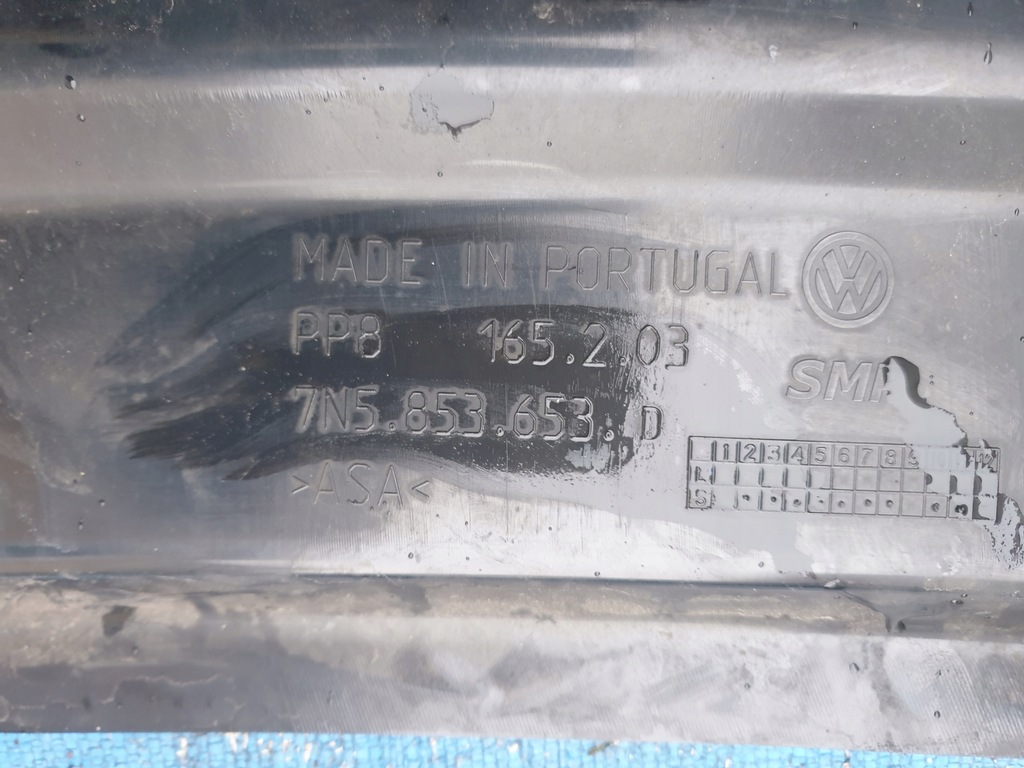 MADE IN PORTUGAL
PP8 165.2.03
7N5.853.653. D
SMP
>ASA<
1 2 3 4 5 6 7 8 9 12
L
S